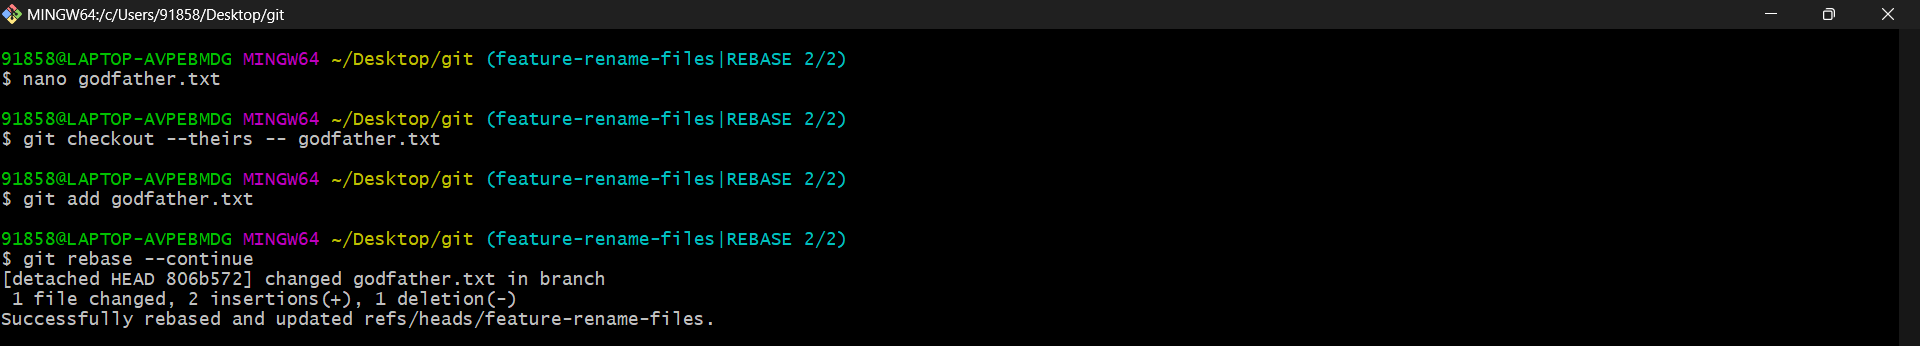 MINGW64:/c/Users/91858/Desktop/git
91858@LAPTOP-AVPEBMDG MINGW64 ~/Desktop/git (feature-rename-files|REBASE 2/2)
$ nano godfather.txt
91858@LAPTOP-AVPEBMDG MINGW64 ~/Desktop/git (feature-rename-files|REBASE 2/2)
$ git checkout --theirs -- godfather.txt
91858@LAPTOP-AVPEBMDG MINGW64 ~/Desktop/git (feature-rename-files|REBASE 2/2)
$ git add godfather.txt
91858@LAPTOP-AVPEBMDG MINGW64 ~/Desktop/git (feature-rename-files|REBASE 2/2)
$ git rebase --continue
[detached HEAD 806b572] changed godfather.txt in branch
 1 file changed, 2 insertions(+), 1 deletion(-)
Successfully rebased and updated refs/heads/feature-rename-files.